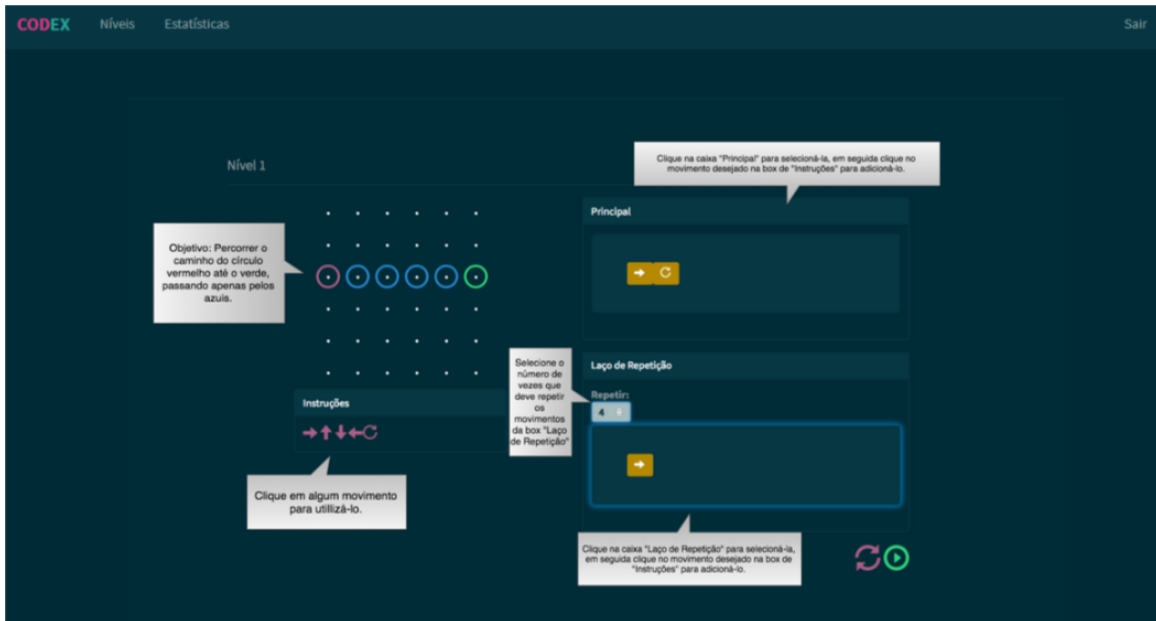 CODEX Níveis Estatísticas Sair
Nível 1
Clique na caixa "Principal" para selecioná-la, em seguida clique no
movimento desejado na box de "Instruções" para adicioná-lo.
Objetivo: Percorrer o
caminho do círculo
vermelho até o verde,
passando apenas pelos
azuis.
Principal
Instruções
Clique em algum movimento
para utillizá-lo.
Selecione o
número de
vezes que
deve repetir
os
movimentos
da box "Laço
de Repetição"
Laço de Repetição
Repetir:
4
Clique na caixa "Laço de Repetição" para selecioná-la,
em seguida clique no movimento desejado na box de
"Instruções" para adicioná-lo.